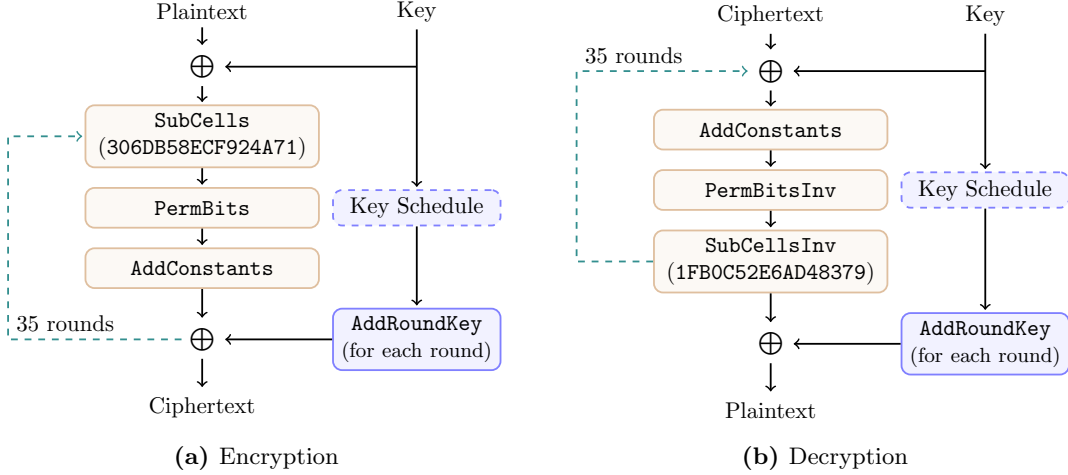 Plaintext
Key
SubCells
(306DB58ECF924A71)
PermBits
Key Schedule
AddConstants
35 rounds
AddRoundKey
(for each round)
Ciphertext
(a) Encryption
Ciphertext
Key
35 rounds
AddConstants
PermBitsInv
Key Schedule
SubCellsInv
(1FB0C52E6AD48379)
AddRoundKey
(for each round)
Plaintext
(b) Decryption